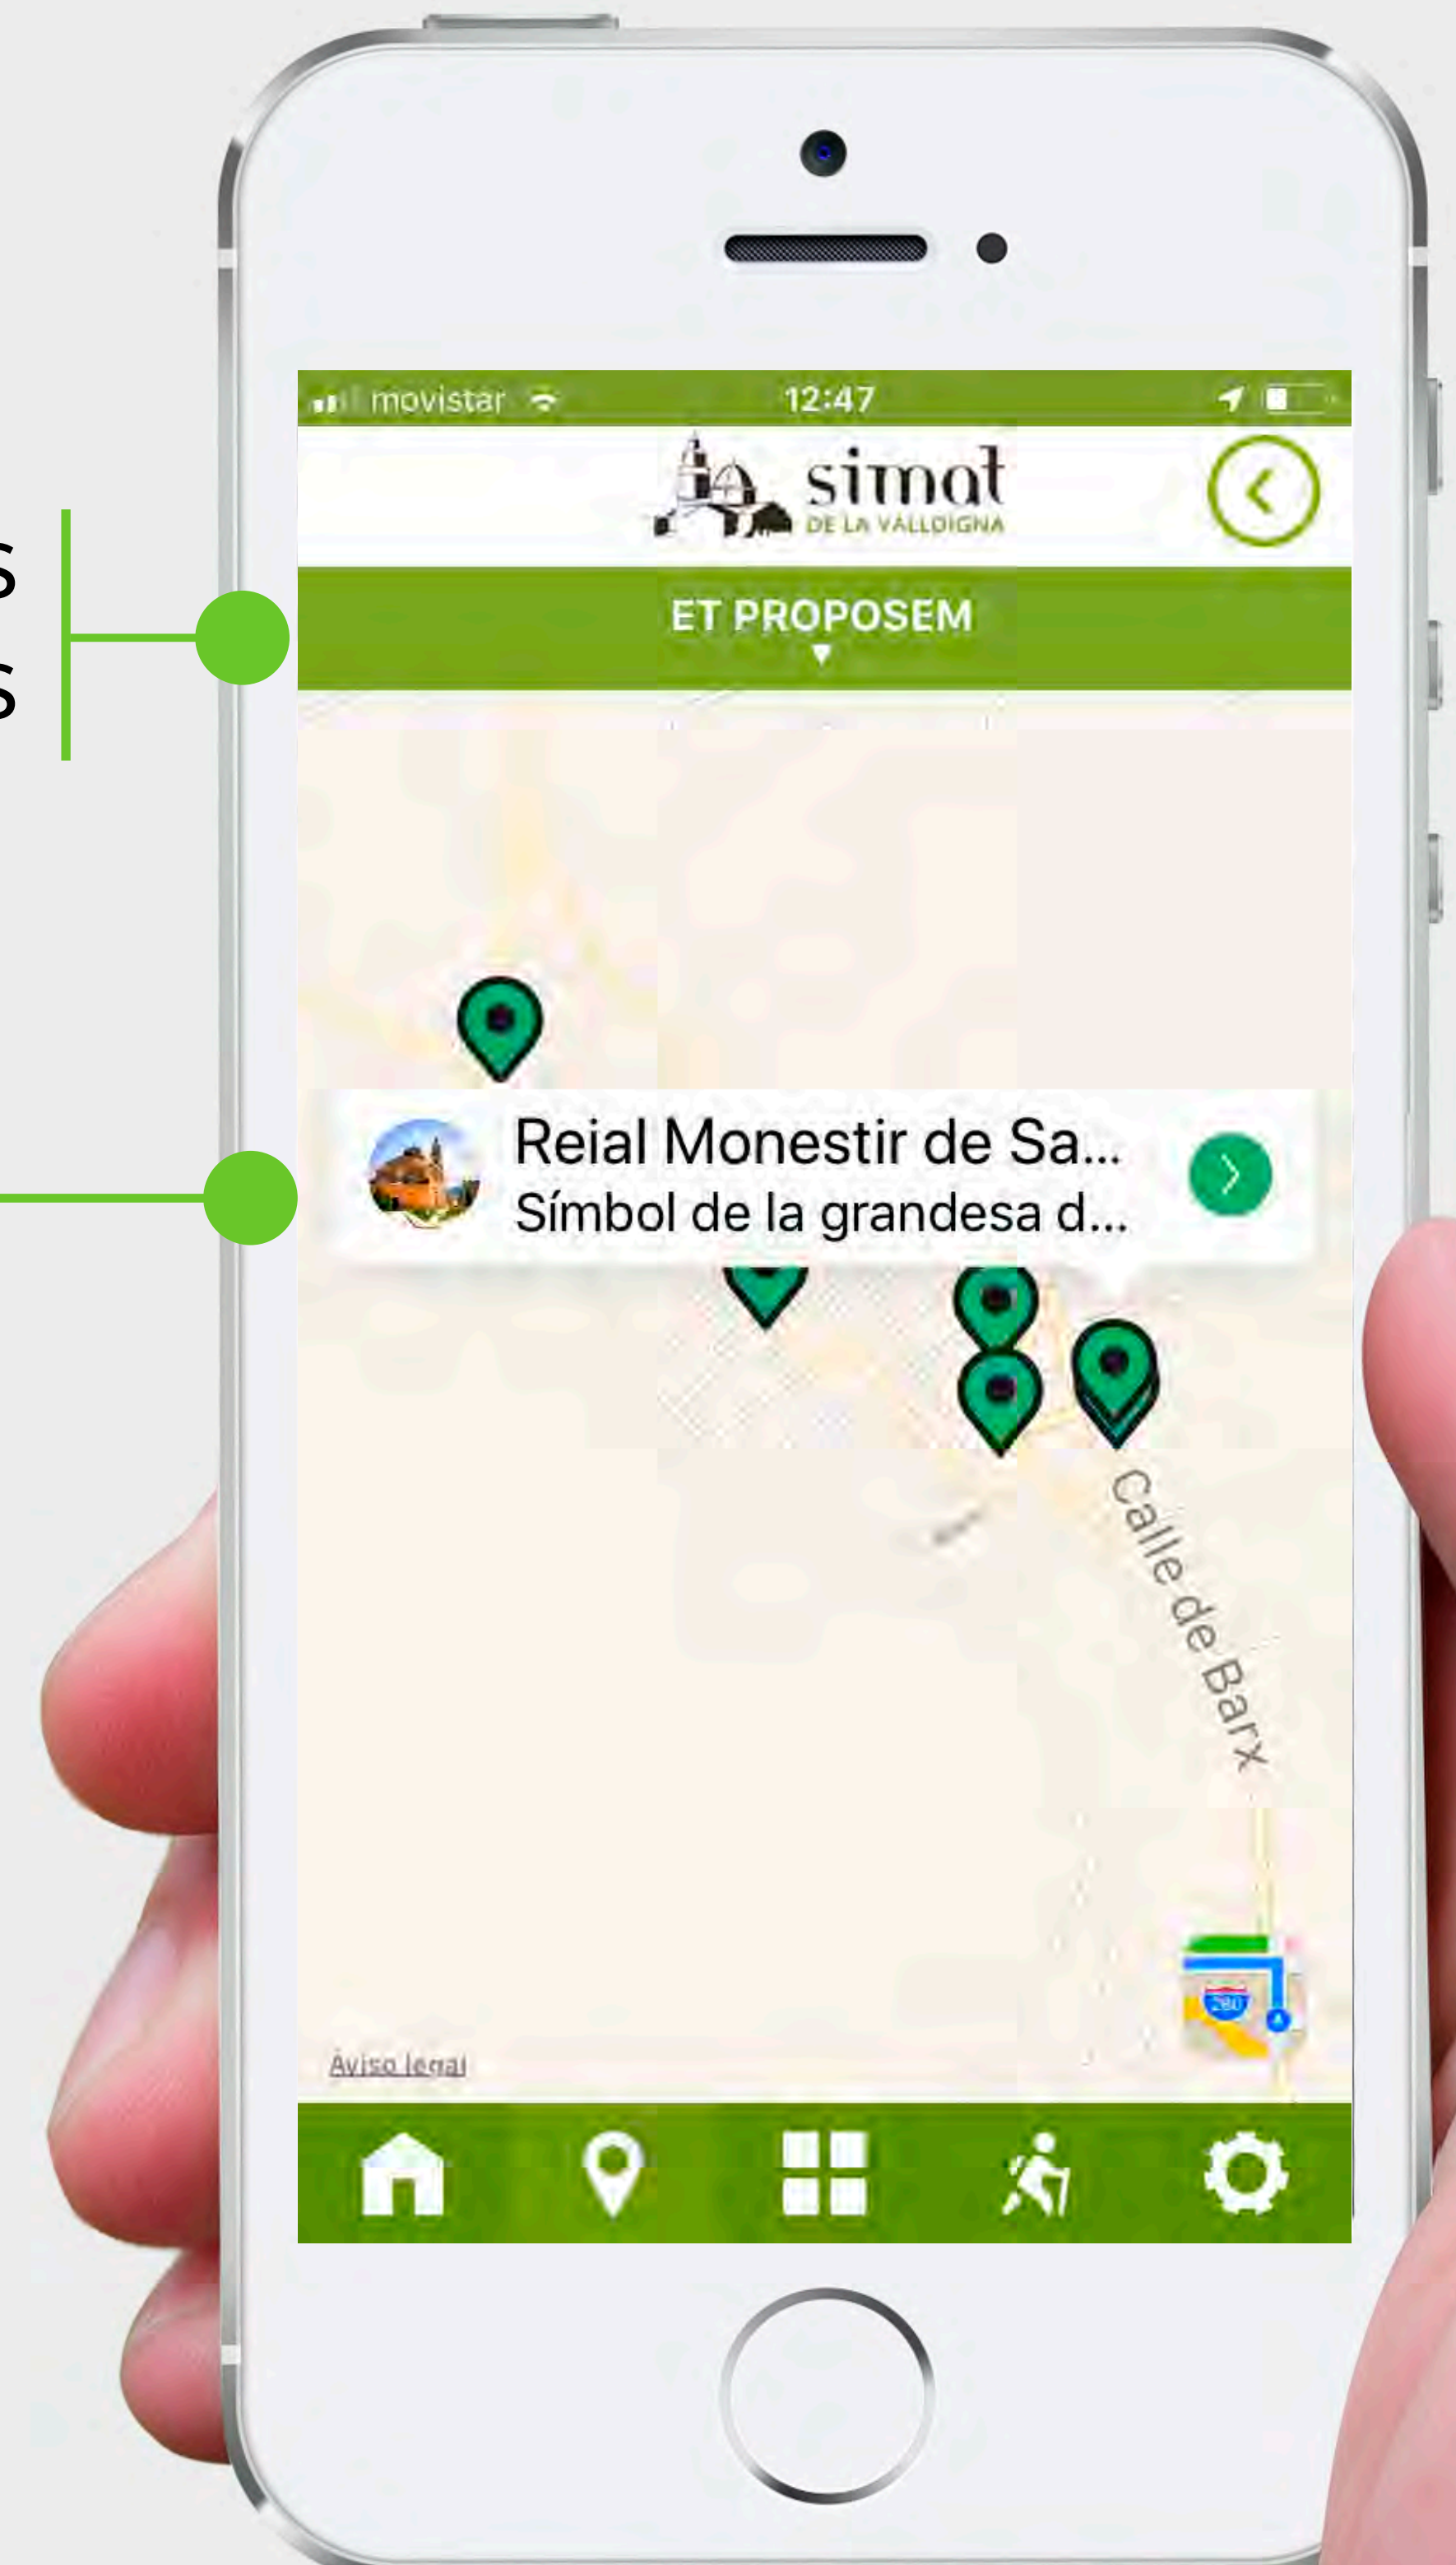 movistar 12:47
simat
DE LA VALLDIGNA
ET PROPOSEM
s
s
Reial Monestir de Sa...
Símbol de la grandesa d...
Calle de Barx
280
Aviso legal